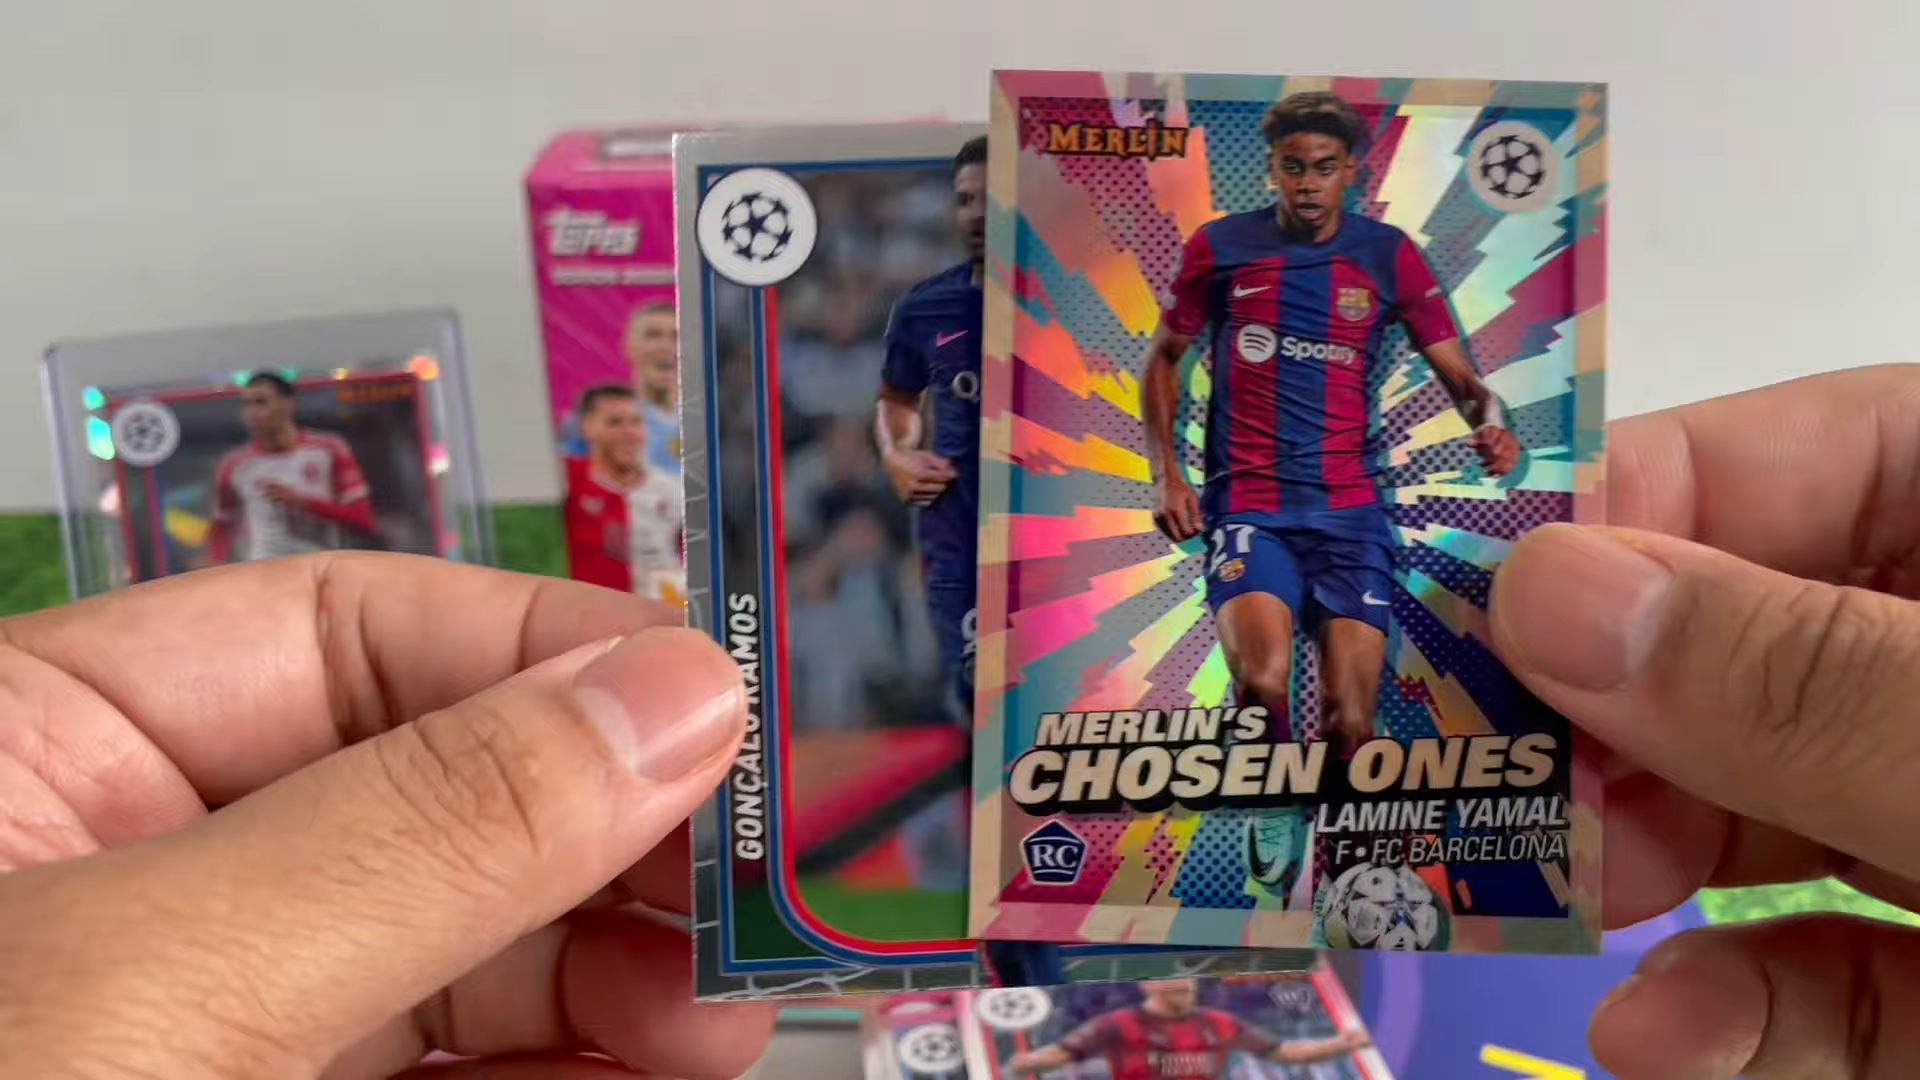 MERLIN
Spotify
27
MERLIN'S
CHOSEN ONES
LAMINE YAMAL
F • FC BARCELONA
RC
GONÇALO RAMOS
Topps